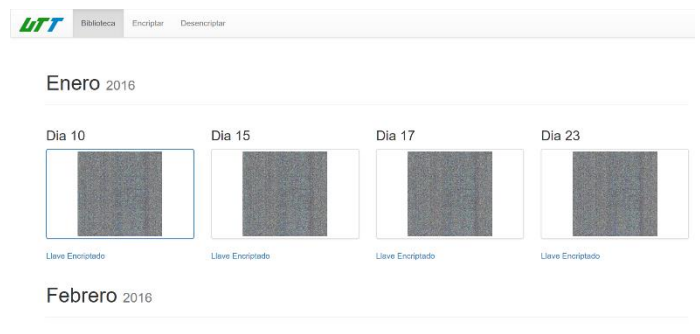 UTT Biblioteca Encriptar Desencriptar
Enero 2016
Dia 10 Dia 15 Dia 17 Dia 23
Llave Encriptado Llave Encriptado Llave Encriptado Llave Encriptado
Febrero 2016